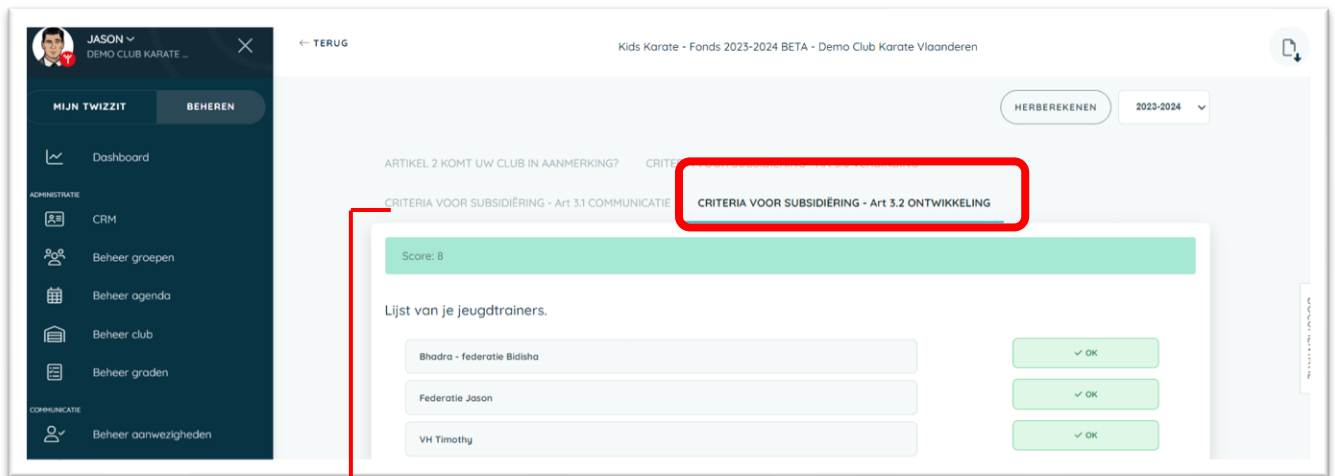 JASON
DEMO CLUB KARATE ...
← TERUG
Kids Karate - Fonds 2023-2024 BETA - Demo Club Karate Vlaanderen
MIJN TWIZZIT
BEHEREN
HERBEREKENEN
2023-2024
Dashboard
ADMINISTRATIE
CRM
Beheer groepen
Beheer agenda
Beheer club
Beheer graden
COMMUNICATIE
Beheer aanwezigheden
ARTIKEL 2 KOMT UW CLUB IN AANMERKING?
CRITERIA VOOR SUBSIDIËRING - Art 3.1 COMMUNICATIE
CRITERIA VOOR SUBSIDIËRING - Art 3.2 ONTWIKKELING
Score: 8
Lijst van je jeugdtrainers.
Bhadra - federatie Bidisha
✓ OK
Federatie Jason
✓ OK
VH Timothy
✓ OK